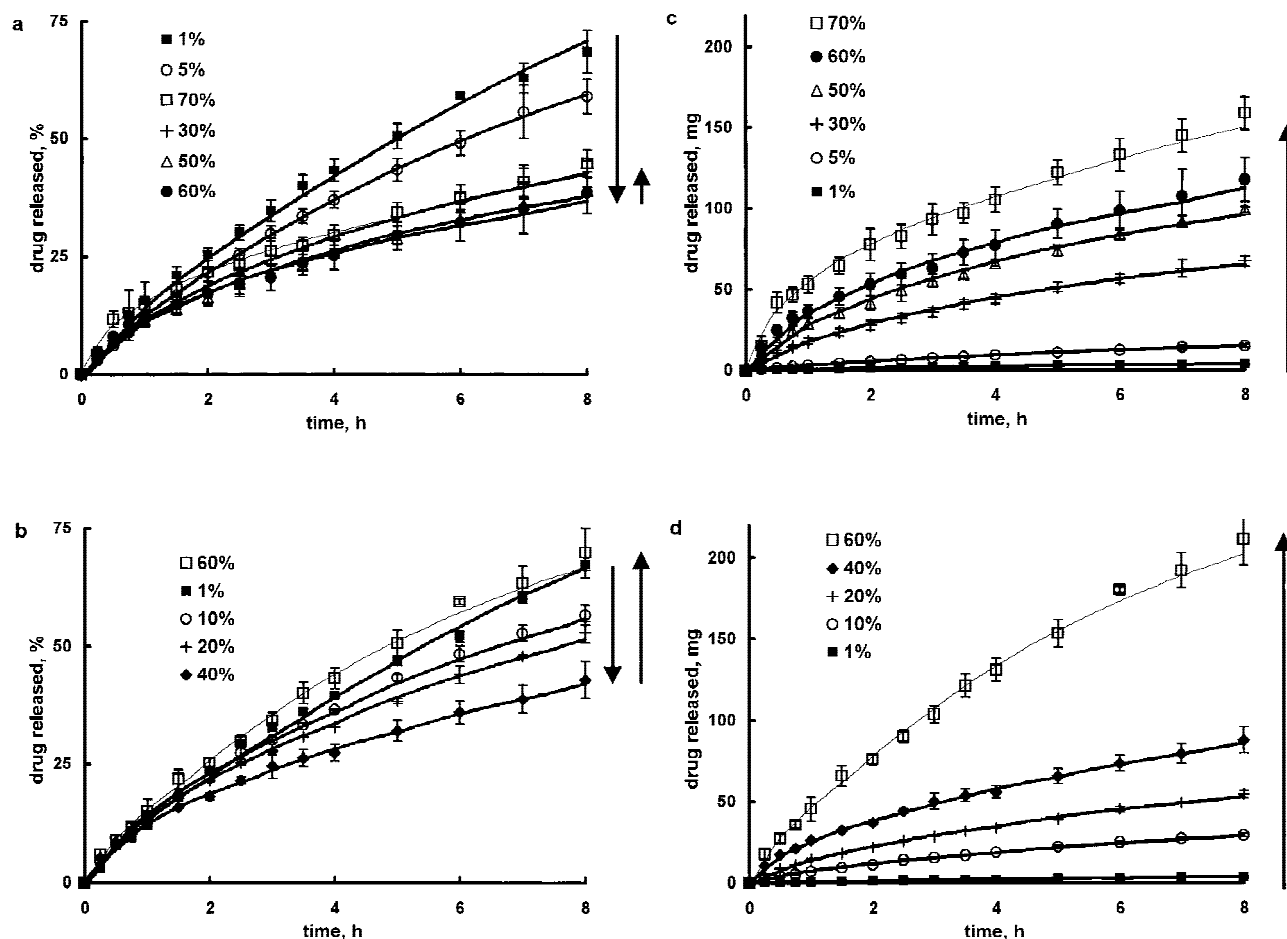 a
drug released, %
75
50
25
0
1%
5%
70%
30%
50%
60%
0 2 4 6 8
time, h
c
drug released, mg
200
150
100
50
0
70%
60%
50%
30%
5%
1%
0 2 4 6 8
time, h
b
drug released, %
75
50
25
0
60%
1%
10%
20%
40%
0 2 4 6 8
time, h
d
drug released, mg
200
150
100
50
0
60%
40%
20%
10%
1%
0 2 4 6 8
time, h